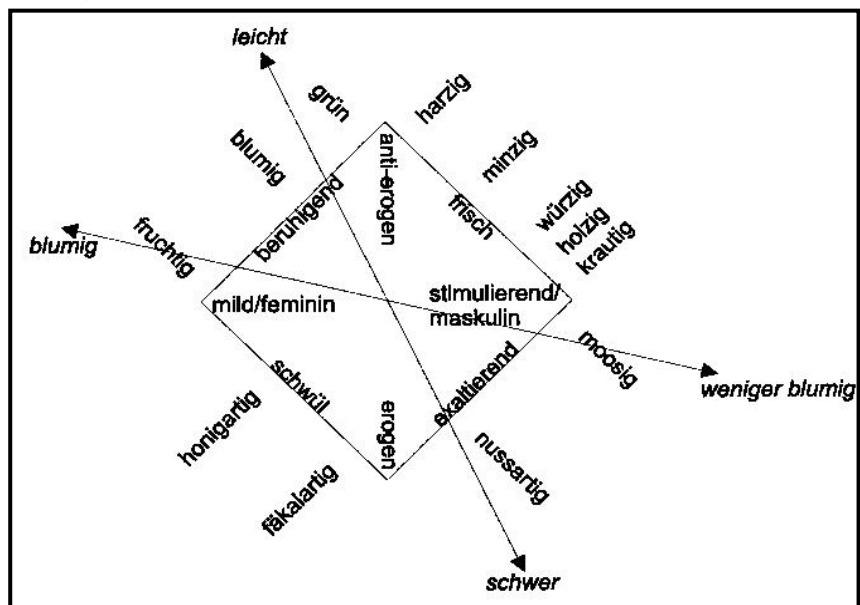 leicht
grün
harzig
blumig
minzig
anti-erogen
beruhigend
frisch
würzig
holzig
krautig
fruchtig
blumig
mild/feminin
stimulierend/
maskulin
moosig
weniger blumig
schwül
exaltierend
erogen
honigartig
nussartig
fäkalartig
schwer